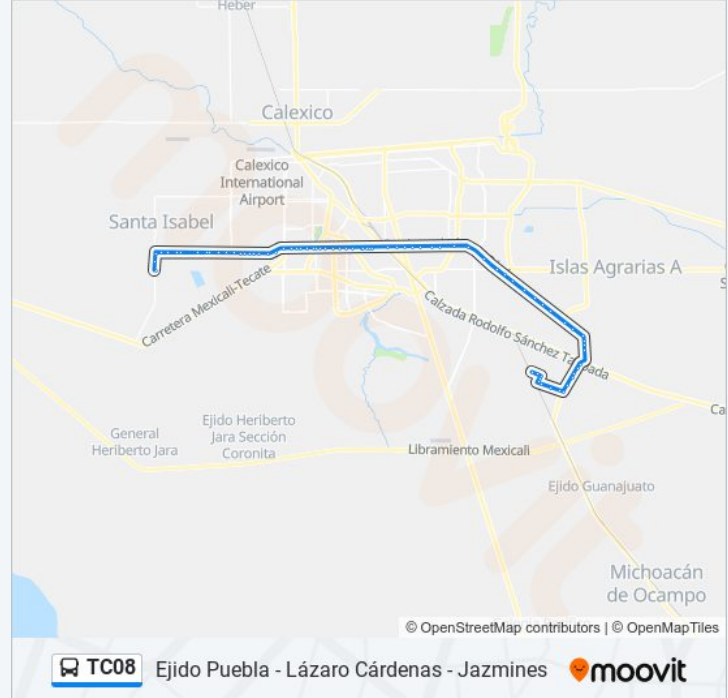 Heber
Calexico
Calexico
International
Airport
Santa Isabel
Islas Agrarias A
Carretera Mexicali-Tecate
Calzada Rodolfo Sánchez Taboada
Ejido Heriberto
Jara Sección
Coronita
General
Heriberto Jara
Libramiento Mexicali
Ejido Guanajuato
Michoacán
de Ocampo
© OpenStreetMap contributors | © OpenMapTiles
TC08 Ejido Puebla - Lázaro Cárdenas - Jazmines moovit
moovit